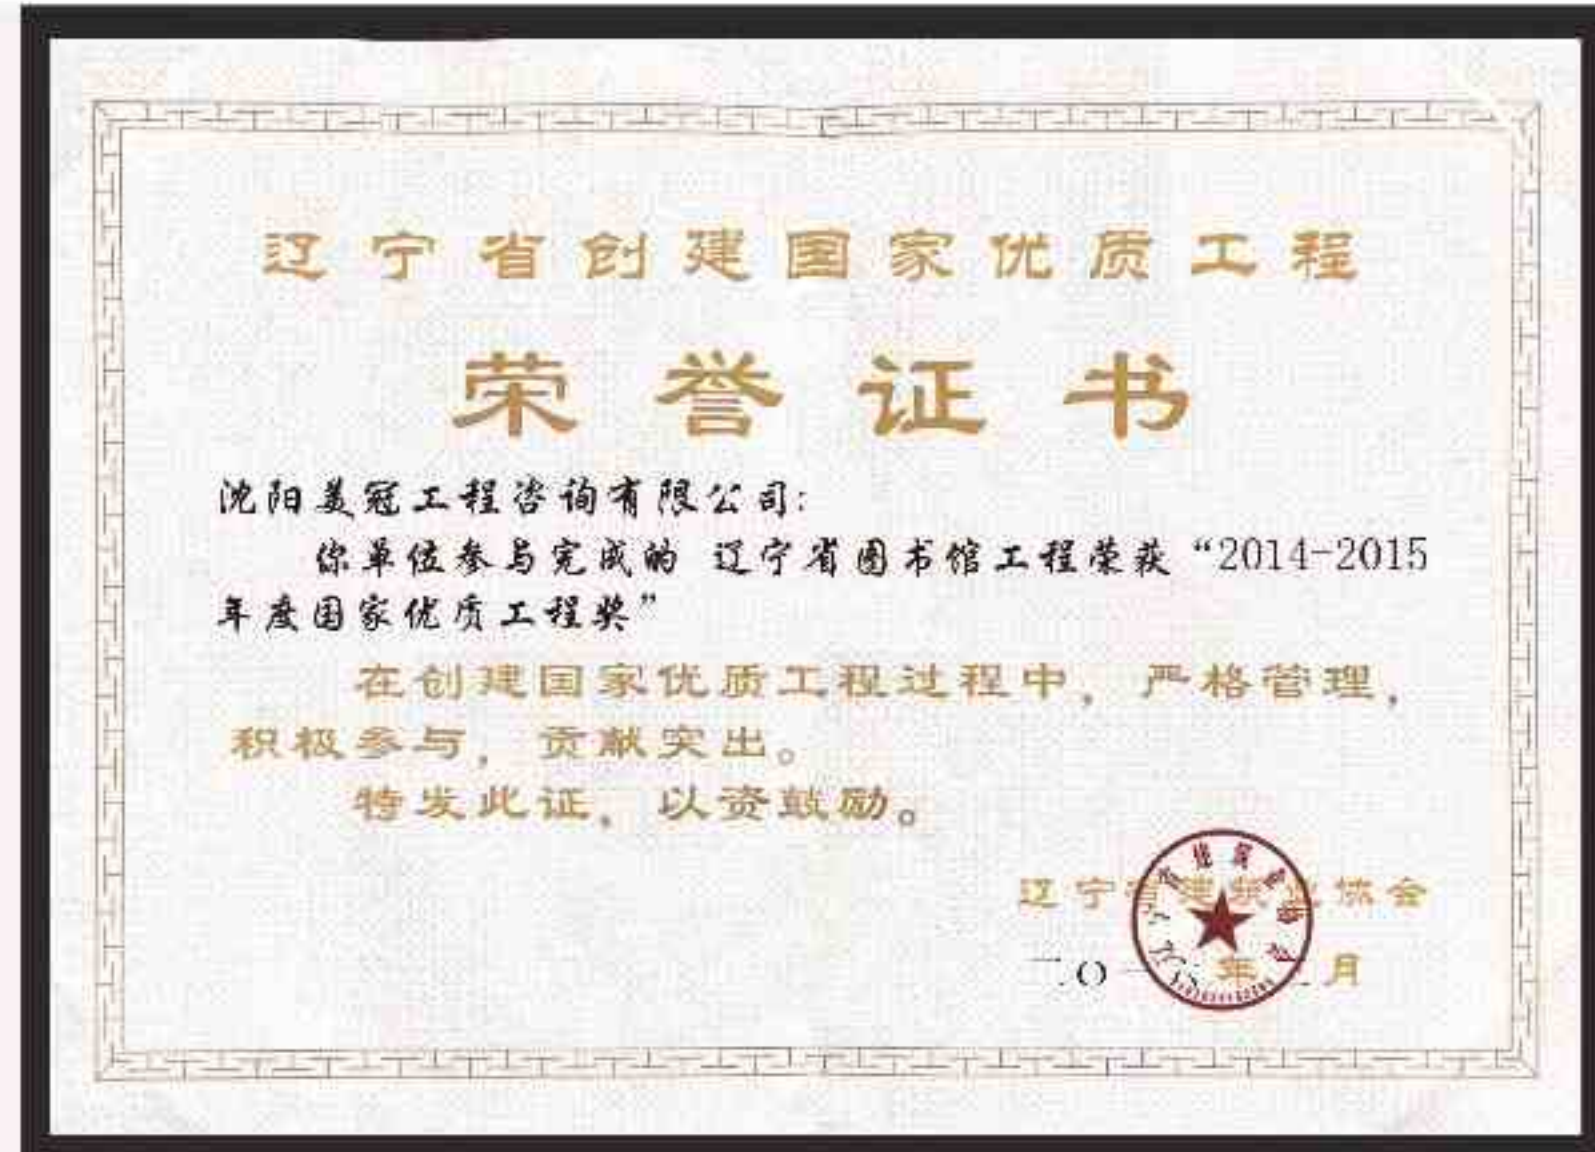 辽宁省创建国家优质工程
荣誉证书
沈阳美冠工程咨询有限公司:
你单位参与完成的 辽宁省图书馆工程荣获“2014-2015
年度国家优质工程奖”
在创建国家优质工程过程中，严格管理，
积极参与，贡献突出。
特发此证，以资鼓励。
辽宁省建筑业协会
二〇一 年 月